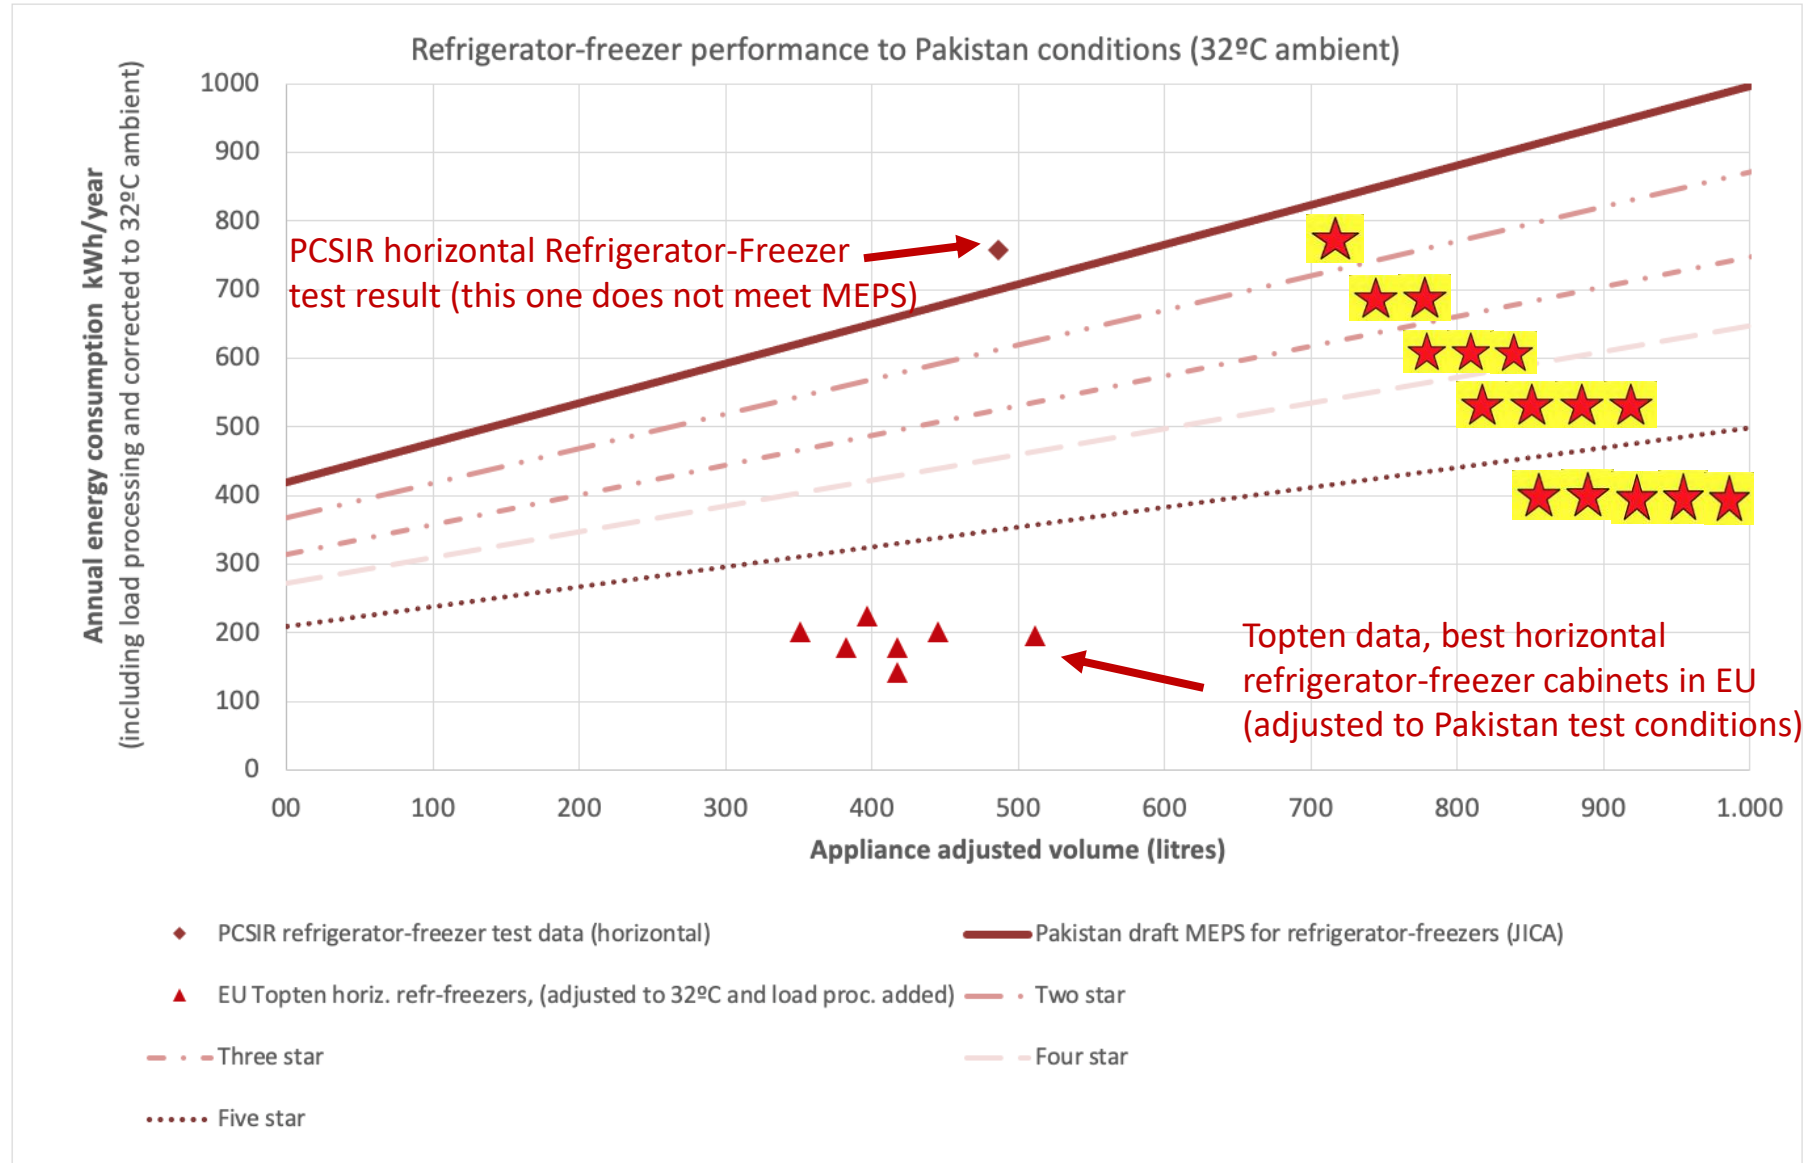 Refrigerator-freezer performance to Pakistan conditions (32ºC ambient)
Annual energy consumption kWh/year
(including load processing and corrected to 32ºC ambient)
1000
900
800
700
600
500
400
300
200
100
0
PCSIR horizontal Refrigerator-Freezer
test result (this one does not meet MEPS)
Topten data, best horizontal
refrigerator-freezer cabinets in EU
(adjusted to Pakistan test conditions)
00 100 200 300 400 500 600 700 800 900 1.000
Appliance adjusted volume (litres)
PCSIR refrigerator-freezer test data (horizontal)
Pakistan draft MEPS for refrigerator-freezers (JICA)
EU Topten horiz. refr-freezers, (adjusted to 32ºC and load proc. added)
Two star
Three star
Four star
Five star